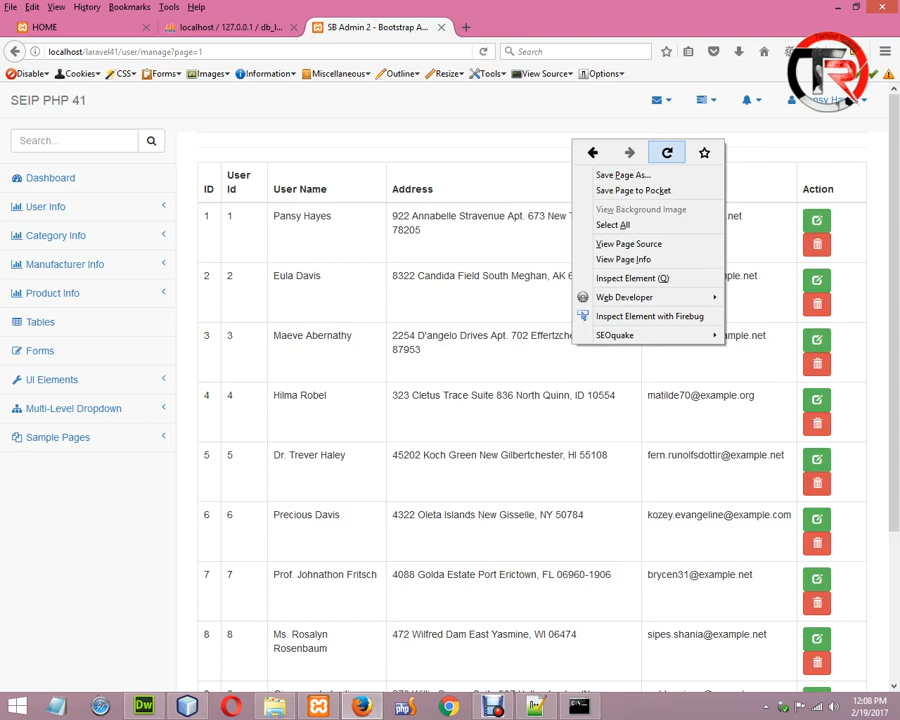 File Edit View History Bookmarks Tools Help
HOME
localhost / 127.0.0.1 / db_l...
SB Admin 2 - Bootstrap A...
localhost/laravel41/user/manage?page=1
Search
Disable Cookies CSS Forms Images Information Miscellaneous Outline Resize Tools View Source Options
SEIP PHP 41
Search...
Dashboard
User Info
Category Info
Manufacturer Info
Product Info
Tables
Forms
UI Elements
Multi-Level Dropdown
Sample Pages
ID User Id User Name Address Action
1 1 Pansy Hayes 922 Annabelle Stravenue Apt. 673 New
78205
2 2 Eula Davis 8322 Candida Field South Meghan, AK
3 3 Maeve Abernathy 2254 D'angelo Drives Apt. 702
87953
4 4 Hilma Robel 323 Cletus Trace Suite 836 North Quinn, ID 10554 matilde70@example.org
5 5 Dr. Trever Haley 45202 Koch Green New Gilbertchester, HI 55108 fern.runolfsdottir@example.net
6 6 Precious Davis 4322 Oleta Islands New Gisselle, NY 50784 kozey.evangeline@example.com
7 7 Prof. Johnathon Fritsch 4088 Golda Estate Port Erictown, FL 06960-1906 brycen31@example.net
8 8 Ms. Rosalyn Rosenbaum 472 Wilfred Dam East Yasmine, WI 06474 sipes.shania@example.net
Save Page As...
Save Page to Pocket
View Background Image
Select All
View Page Source
View Page Info
Inspect Element (Q)
Web Developer
Inspect Element with Firebug
SEOquake
Dw
php
12:08 PM
2/19/2017